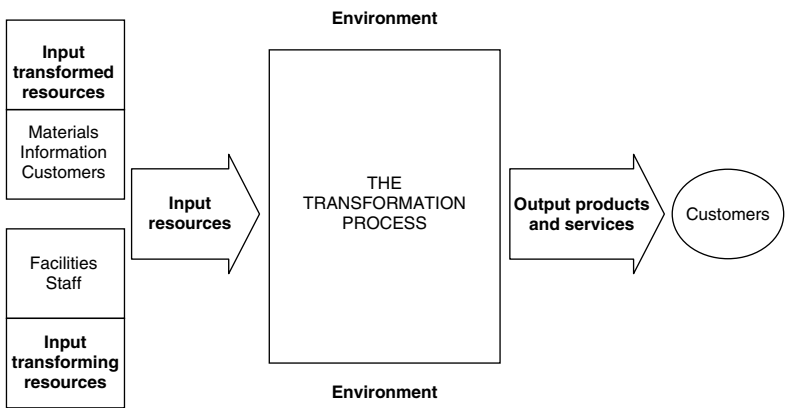 Environment
Input
transformed
resources
Materials
Information
Customers
Facilities
Staff
Input
transforming
resources
Input
resources
THE
TRANSFORMATION
PROCESS
Output products
and services
Customers
Environment